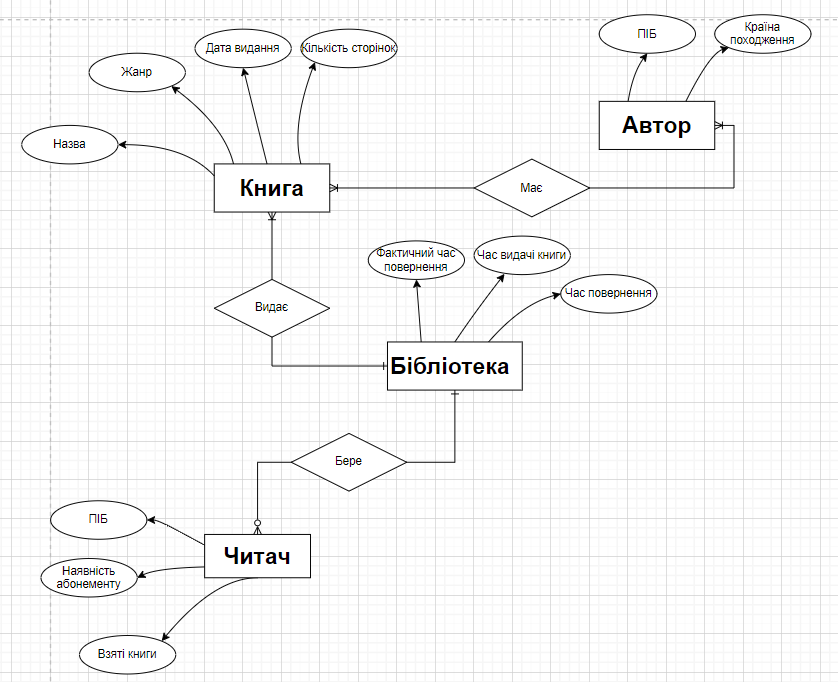 ПІБ
Країна
походження
Дата видання
Кількість сторінок
Жанр
Автор
Назва
Книга
Має
Фактичний час
повернення
Час видачі книги
Час повернення
Видає
Бібліотека
Бере
ПІБ
Читач
Наявність
абонементу
Взяті книги